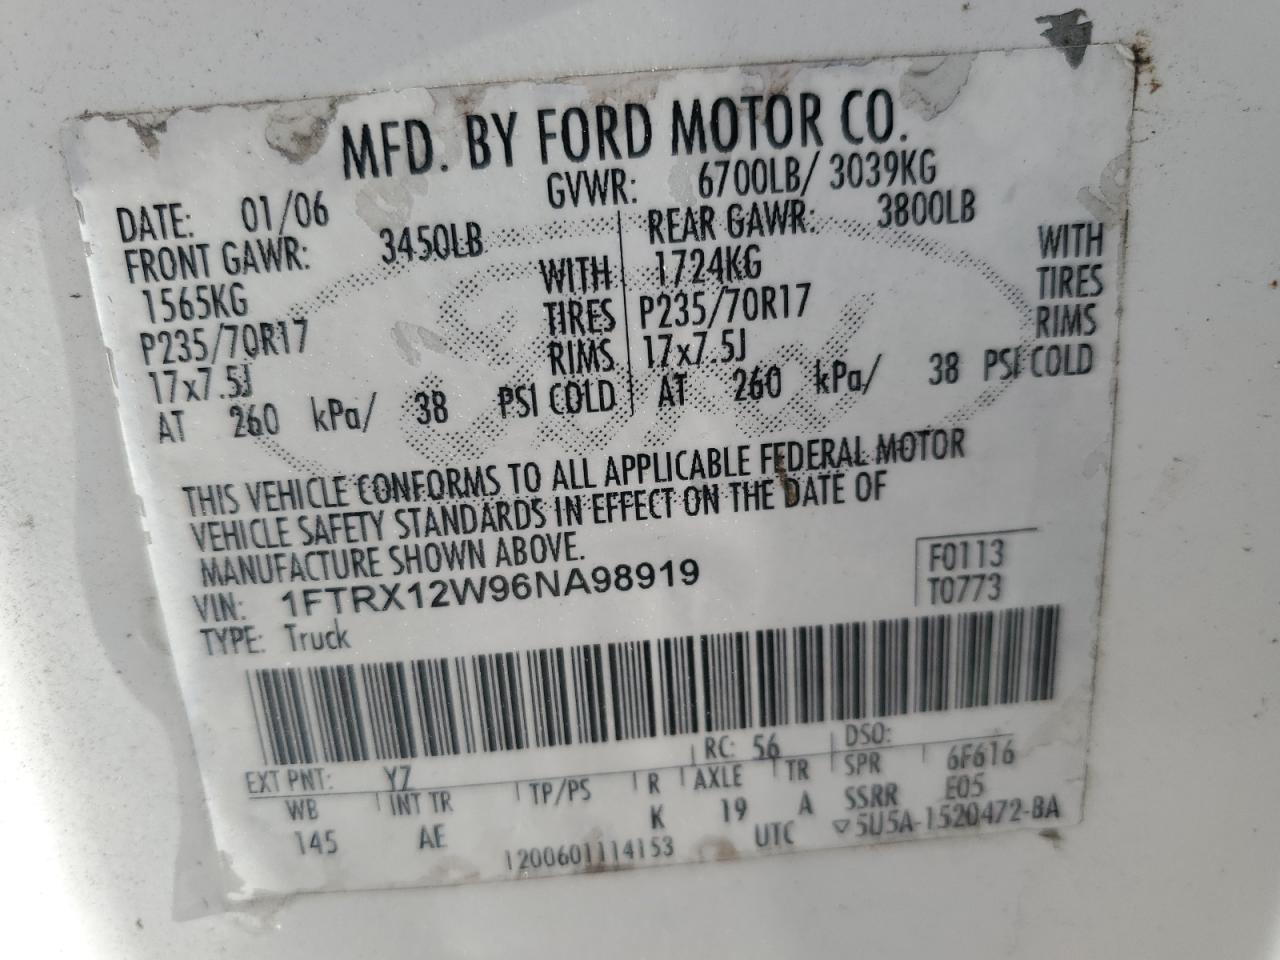 MFD. BY FORD MOTOR CO.
DATE: 01/06 GVWR: 6700LB/ 3039KG
FRONT GAWR: 3450LB REAR GAWR: 3800LB
1565KG WITH 1724KG WITH
P235/70R17 TIRES P235/70R17 TIRES
17x7.5J RIMS 17x7.5J RIMS
AT 260 kPa/ 38 PSI COLD AT 260 kPa/ 38 PSI COLD
THIS VEHICLE CONFORMS TO ALL APPLICABLE FEDERAL MOTOR
VEHICLE SAFETY STANDARDS IN EFFECT ON THE DATE OF
MANUFACTURE SHOWN ABOVE.
VIN: 1FTRX12W96NA98919 F0113
TYPE: Truck T0773
EXT PNT: YZ RC: 56 DSO:
WB INT TR TP/PS R AXLE TR SPR 6F616
145 AE K 19 A SSRR E05
1200601114153 UTC ▽5U5A-1520472-BA